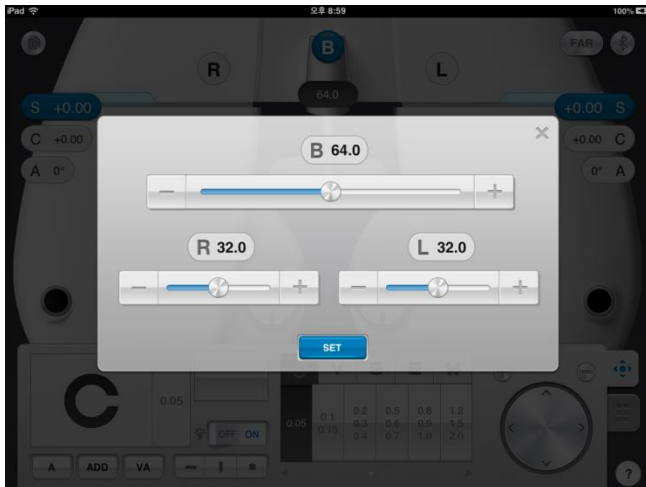 iPad 오후 8:59 100%
B FAR
R L
64.0
S +0.00 +0.00 S
C +0.00 +0.00 C
A 0° 0° A
B 64.0
R 32.0 L 32.0
SET
C 0.05
OFF ON
0.05 0.1 0.2 0.5 0.8 1.2
0.15 0.3 0.6 0.9 1.5
0.4 0.7 1.0 2.0
A ADD VA
?